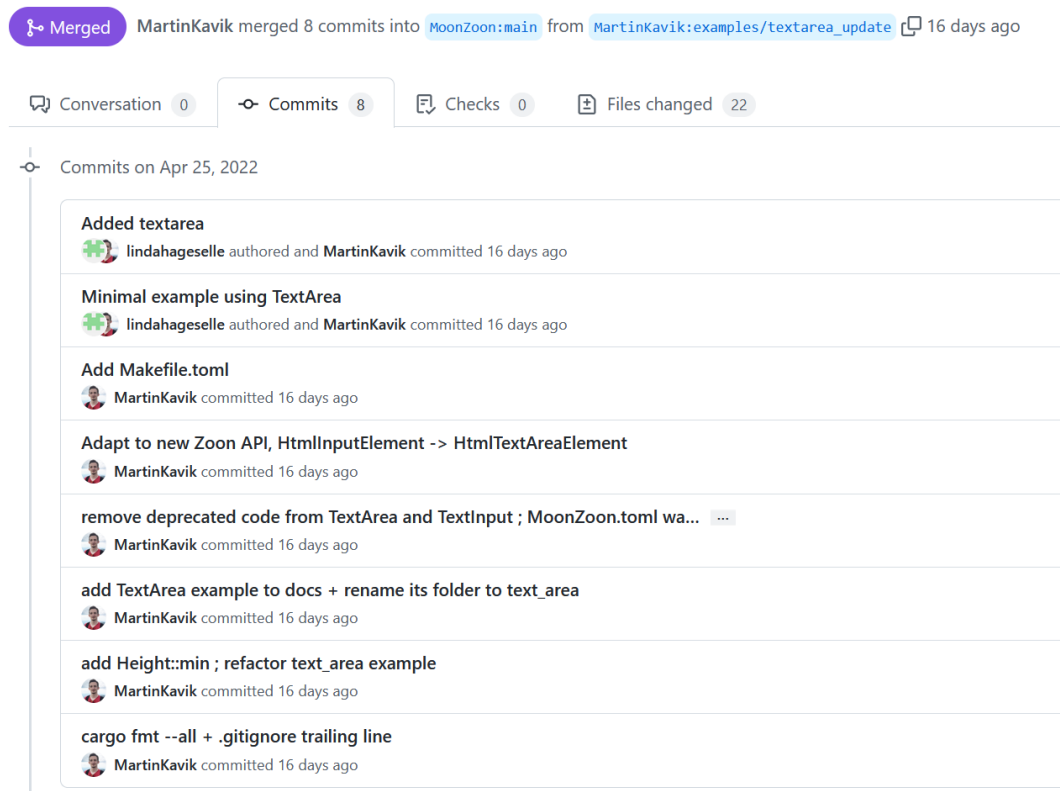 Merged MartinKavik merged 8 commits into MoonZoon:main from MartinKavik:examples/textarea_update 16 days ago
Conversation 0 Commits 8 Checks 0 Files changed 22
Commits on Apr 25, 2022
Added textarea
lindahageselle authored and MartinKavik committed 16 days ago
Minimal example using TextArea
lindahageselle authored and MartinKavik committed 16 days ago
Add Makefile.toml
MartinKavik committed 16 days ago
Adapt to new Zoon API, HtmlInputElement -> HtmlTextAreaElement
MartinKavik committed 16 days ago
remove deprecated code from TextArea and TextInput ; MoonZoon.toml wa... ...
MartinKavik committed 16 days ago
add TextArea example to docs + rename its folder to text_area
MartinKavik committed 16 days ago
add Height::min ; refactor text_area example
MartinKavik committed 16 days ago
cargo fmt --all + .gitignore trailing line
MartinKavik committed 16 days ago